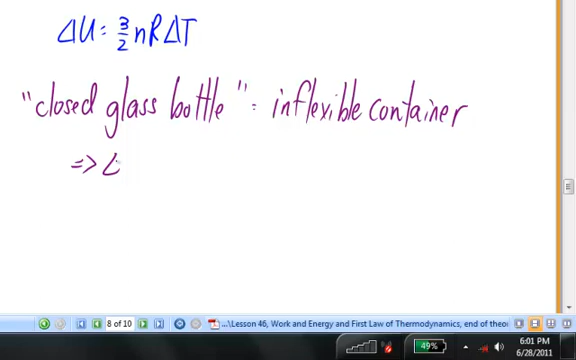 ΔU = 3/2 nRΔT
"closed glass bottle" = inflexible container
=>
8 of 10
...\Lesson 46, Work and Energy and First Law of Thermodynamics, end of theo
49%
6:01 PM
6/28/2011